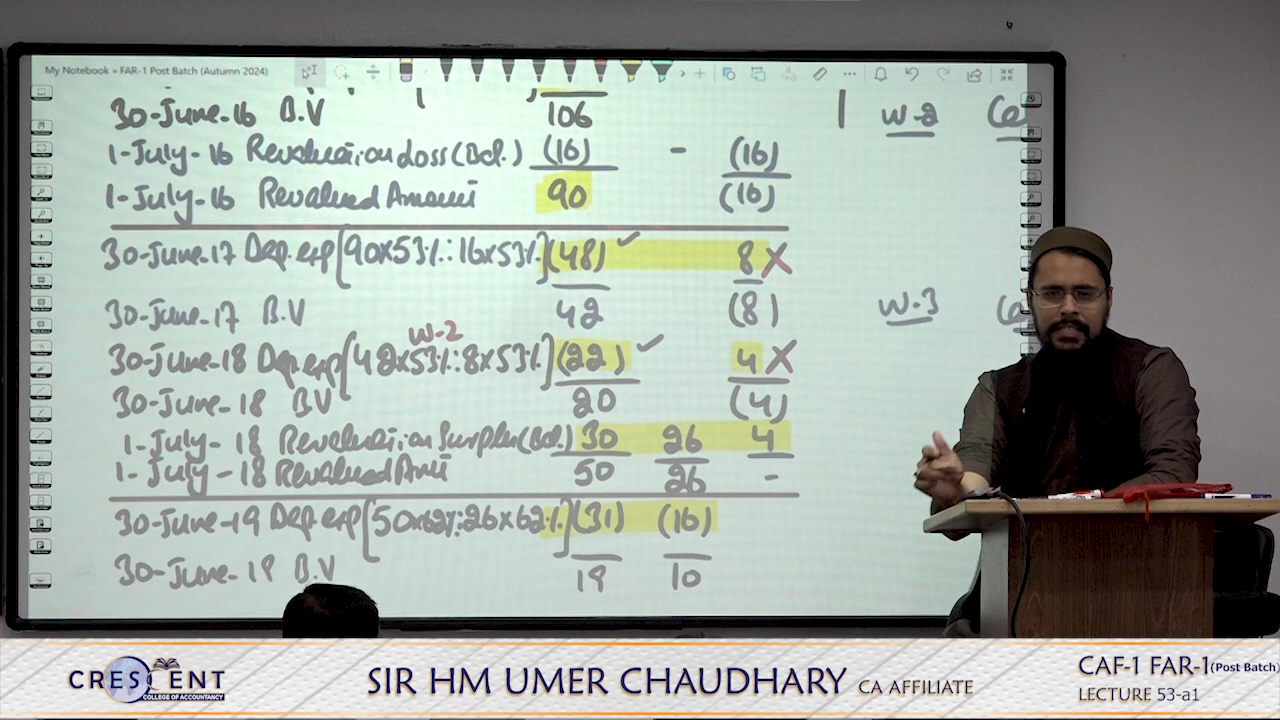 My Notebook » FAR-1 Post Batch (Autumn 2024)
30-June-16 B.V 106
1-July-16 Revaluation Loss (Bal.) (16) - (16)
1-July-16 Revalued Amount 90 (16)
30-June-17 Dep. exp [90x53% : 16x53%] (48) ✓ 8 X
30-June-17 B.V 42 (8)
W-2
30-June-18 Dep. exp [42x53% : 8x53%] (22) ✓ 4 X
30-June-18 B.V 20 (4)
1-July-18 Revaluation Surplus (Bal.) 30 26 4
1-July-18 Revalued Amt 50 26 -
30-June-19 Dep. exp [50x62% : 26x62%] (31) (16)
30-June-19 B.V 19 10
W-2
W-3
CRESCENT
COLLEGE OF ACCOUNTANCY
SIR HM UMER CHAUDHARY CA AFFILIATE
CAF-1 FAR-1 (Post Batch)
LECTURE 53-a1